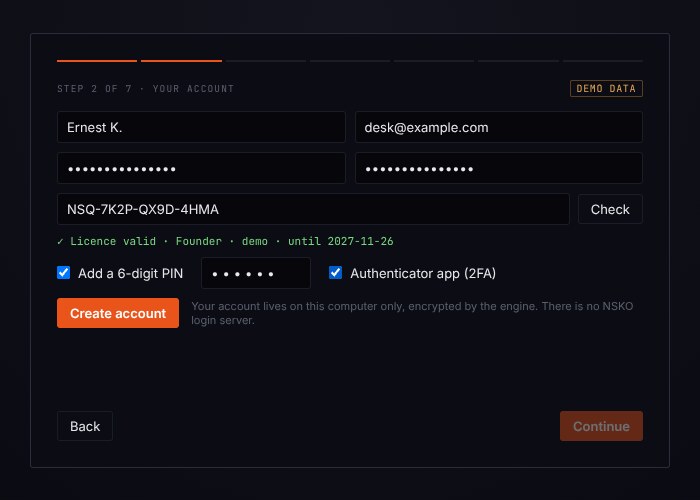 STEP 2 OF 7 · YOUR ACCOUNT
DEMO DATA
Ernest K.
desk@example.com
•••••••••••••••
•••••••••••••••
NSQ-7K2P-QX9D-4HMA
Check
✓ Licence valid · Founder · demo · until 2027-11-26
Add a 6-digit PIN
••••••
Authenticator app (2FA)
Create account
Your account lives on this computer only, encrypted by the engine. There is no NSKO
login server.
Back
Continue